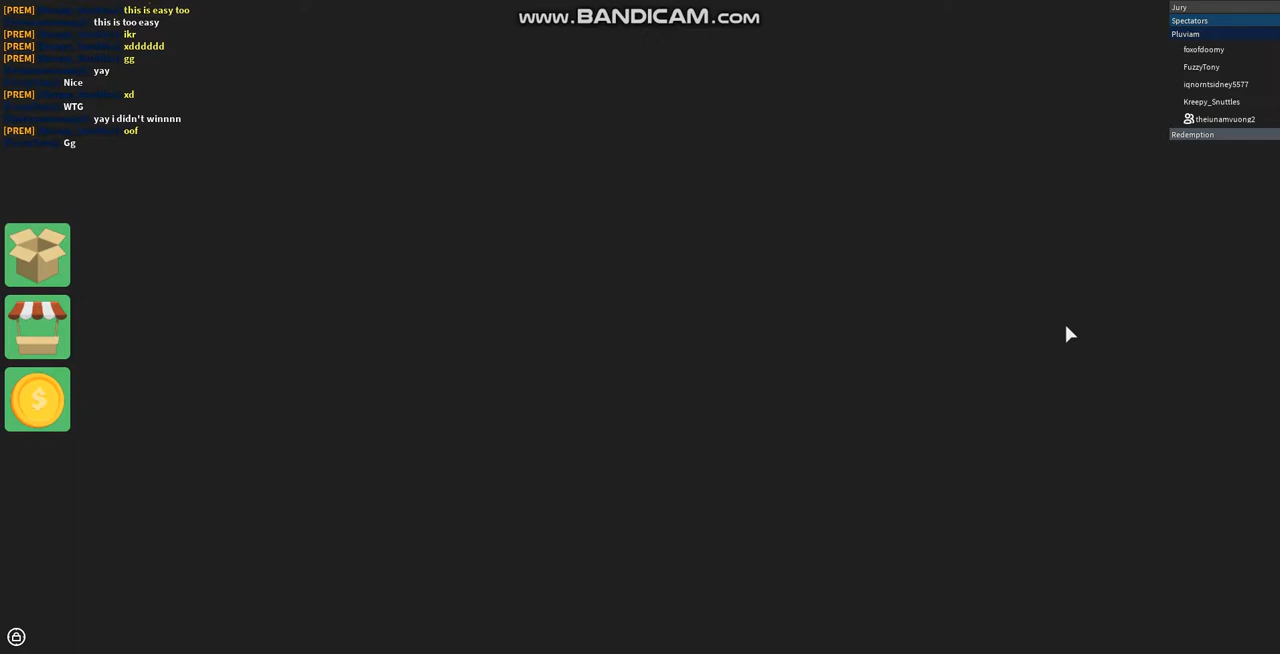 [PREM] this is easy too
this is too easy
[PREM] ikr
[PREM] xdddddd
[PREM] gg
yay
Nice
[PREM] xd
WTG
yay i didn't winnnn
[PREM] oof
Gg
www.BANDICAM.com
Jury
Spectators
Pluviam
foxofdoomy
FuzzyTony
iqnorntsidney5577
Kreepy_Snuttles
theiunamvuong2
Redemption